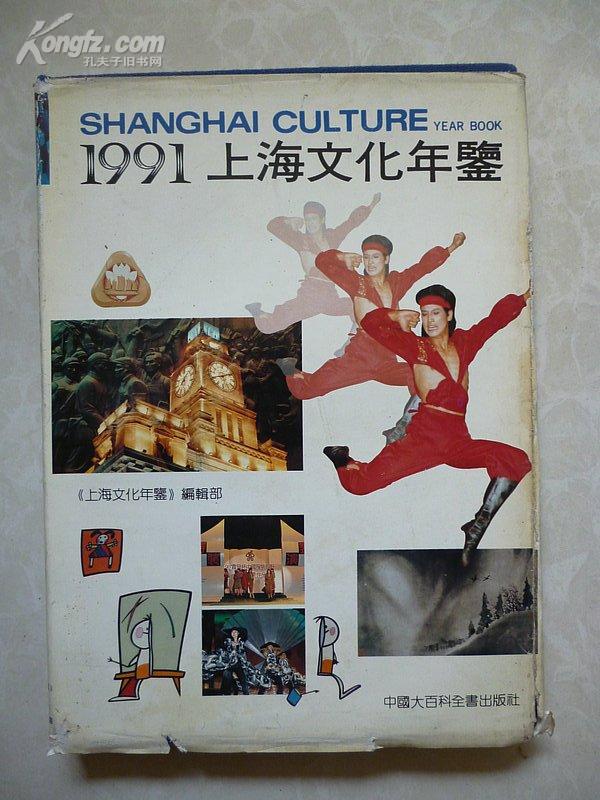 Kongfz.com
孔夫子旧书网
SHANGHAI CULTURE YEAR BOOK
1991 上海文化年鑒
《上海文化年鑒》編輯部
中國大百科全書出版社